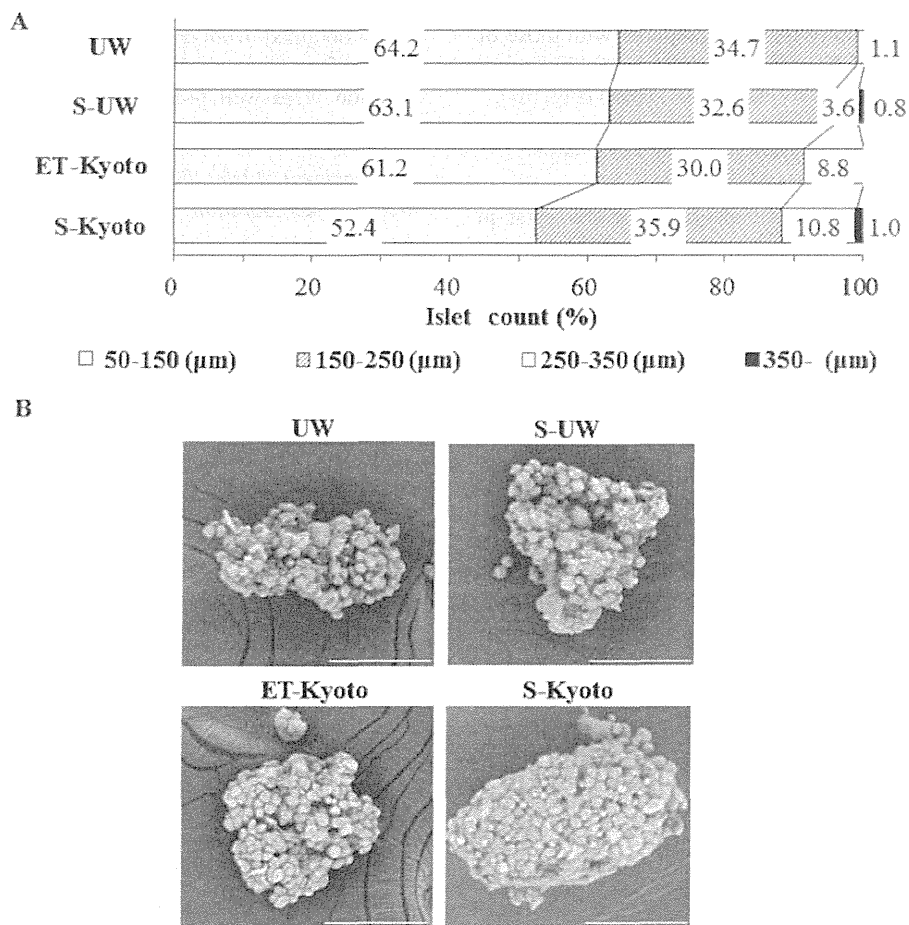 A
UW 64.2 34.7 1.1
S-UW 63.1 32.6 3.6 0.8
ET-Kyoto 61.2 30.0 8.8
S-Kyoto 52.4 35.9 10.8 1.0
0 20 40 60 80 100
Islet count (%)
50-150 (μm) 150-250 (μm) 250-350 (μm) 350- (μm)
B
UW S-UW
ET-Kyoto S-Kyoto